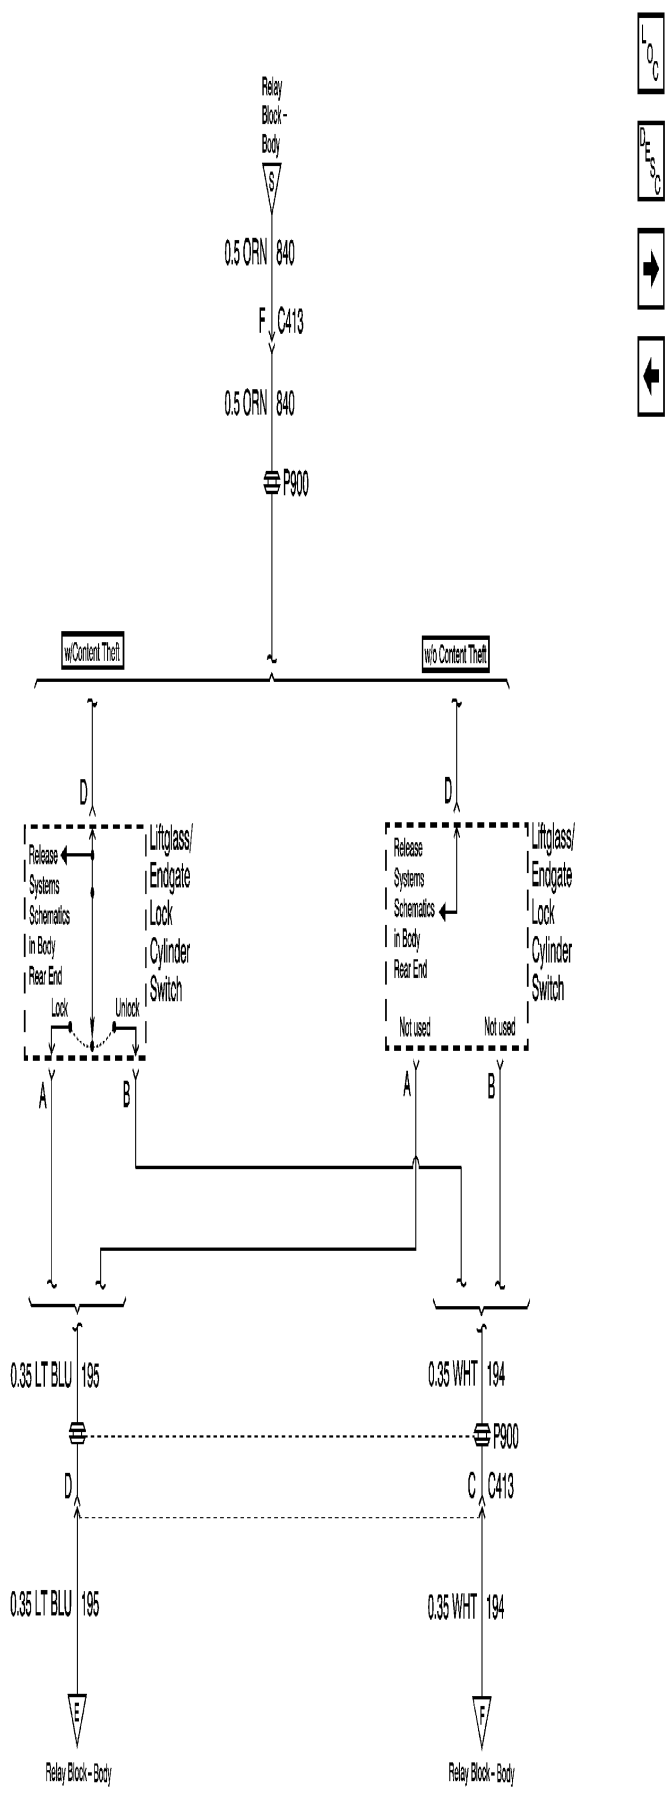 LOC
DESC
Relay
Block –
Body
S
0.5 ORN 840
F C413
0.5 ORN 840
P900
w/Content Theft
w/o Content Theft
D
D
Release
Systems
Schematics
in Body
Rear End
Lock
Unlock
Liftglass/
Endgate
Lock
Cylinder
Switch
Release
Systems
Schematics
in Body
Rear End
Not used
Not used
Liftglass/
Endgate
Lock
Cylinder
Switch
A
B
A
B
0.35 LT BLU 195
0.35 WHT 194
P900
D
C C413
0.35 LT BLU 195
0.35 WHT 194
E
F
Relay Block – Body
Relay Block – Body